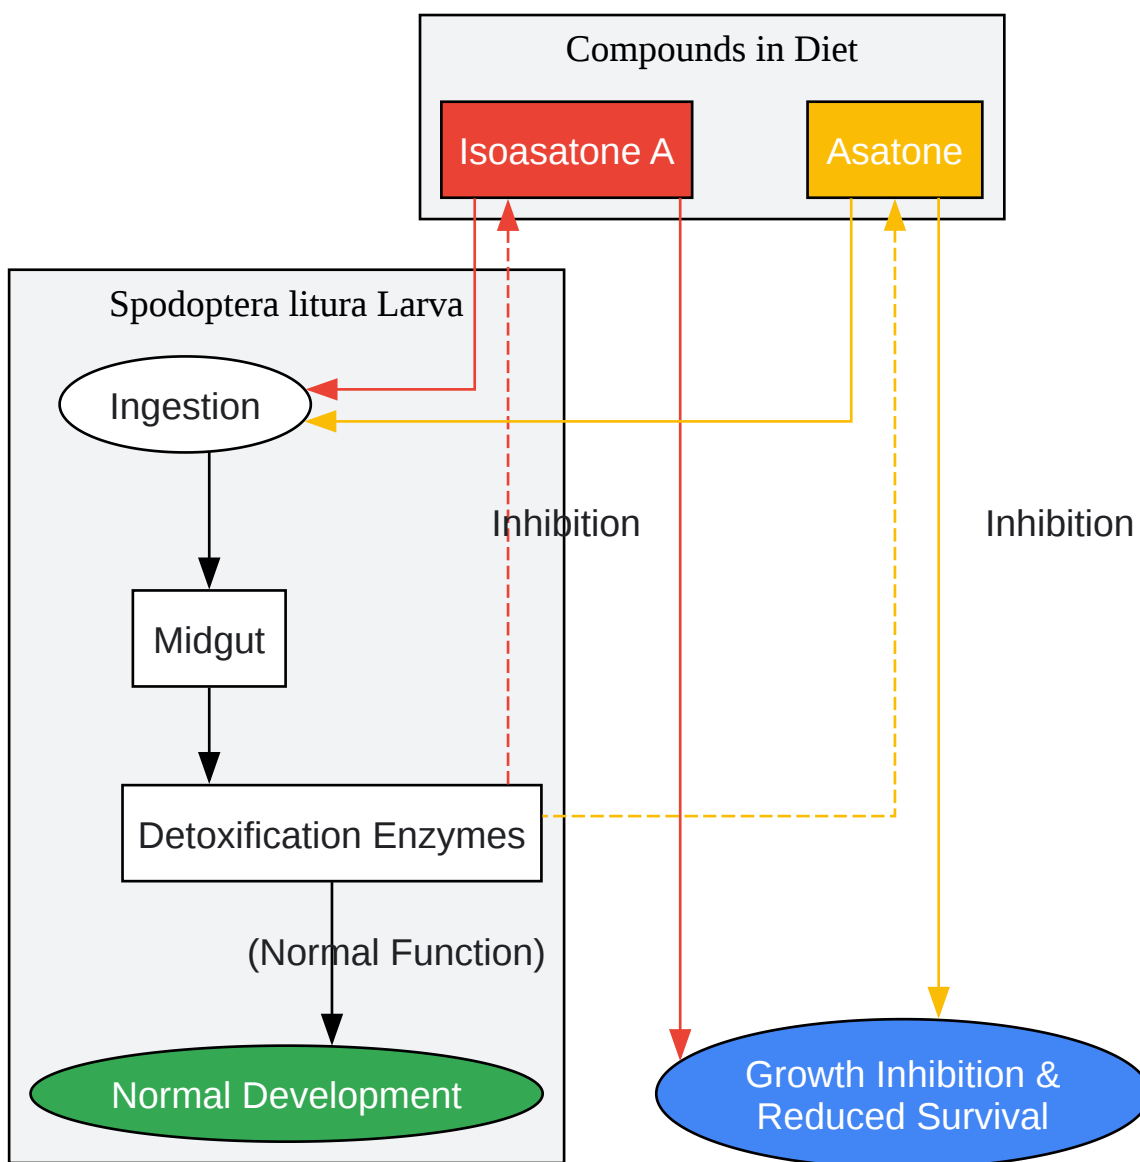 Compounds in Diet
Isoasatone A
Asatone
Spodoptera litura Larva
Ingestion
Inhibition
Inhibition
Midgut
Detoxification Enzymes
(Normal Function)
Normal Development
Growth Inhibition &
Reduced Survival